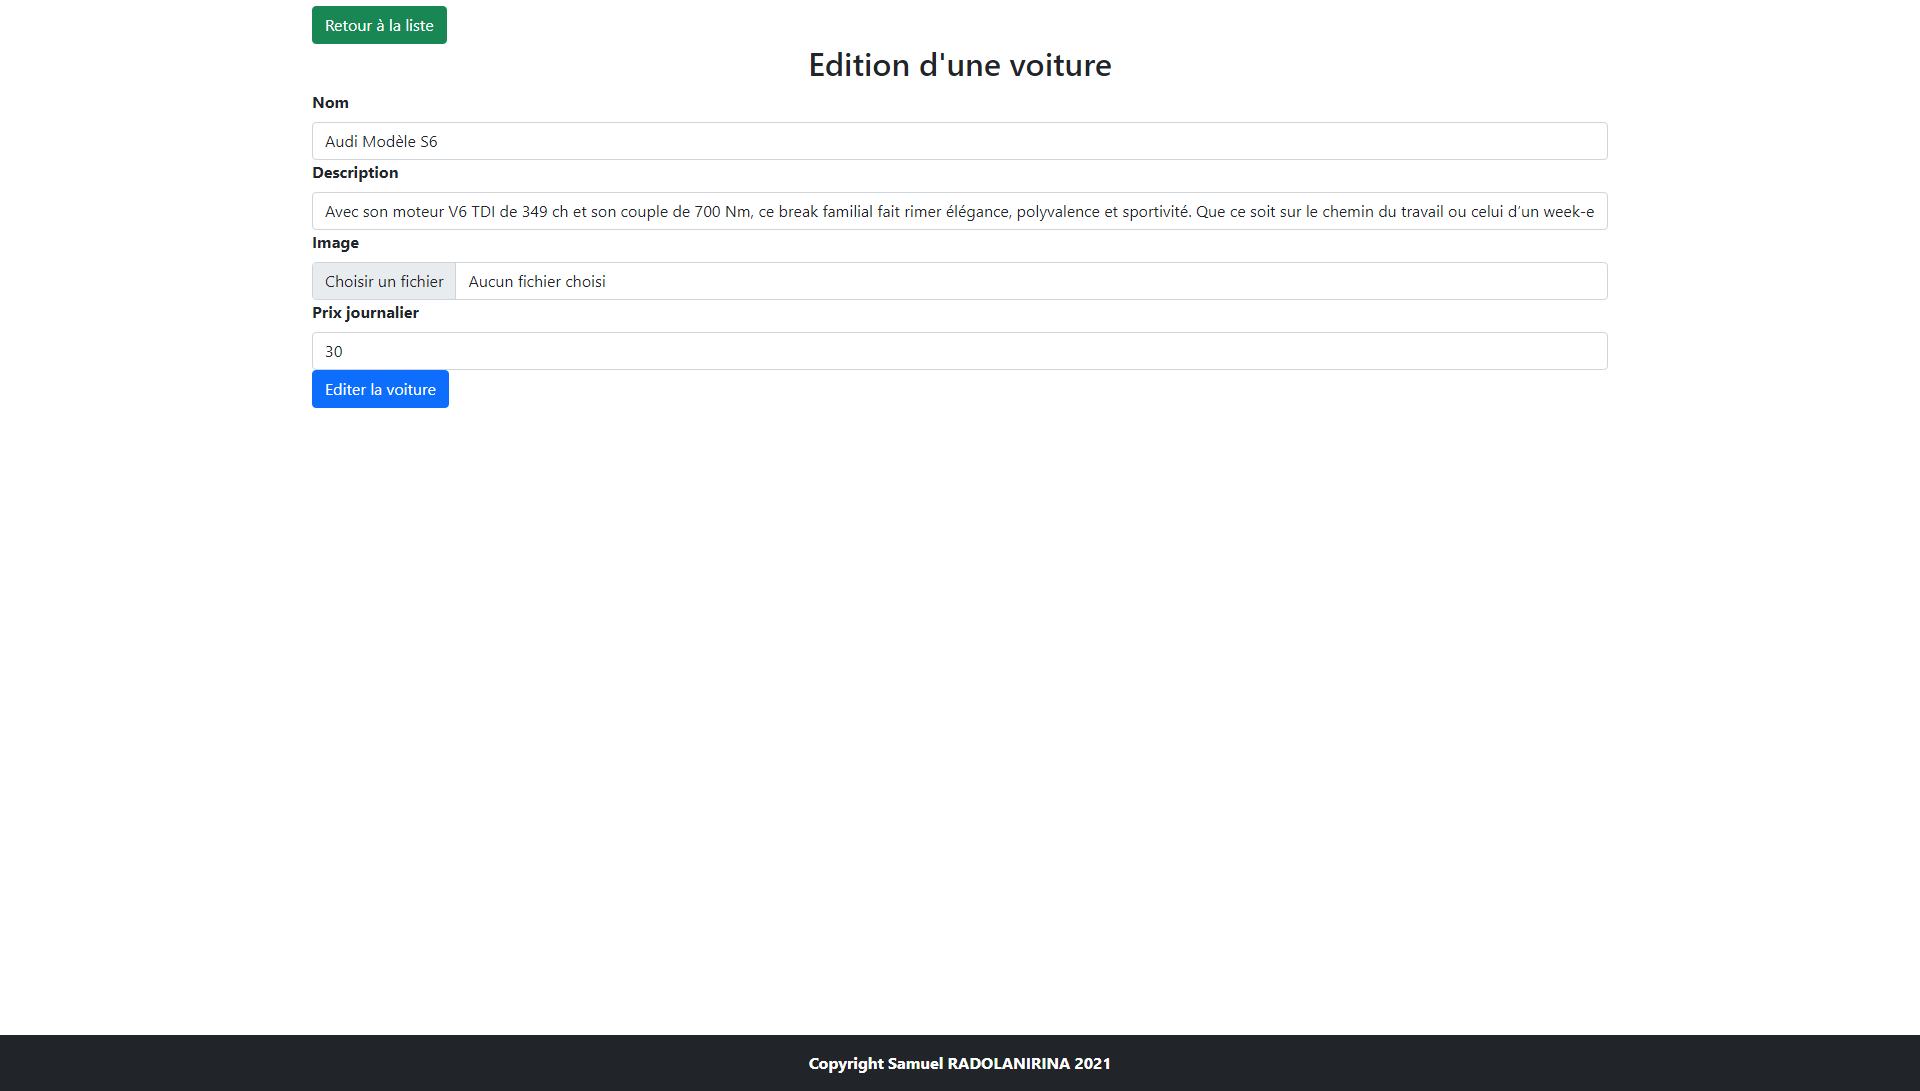 Retour à la liste
Edition d'une voiture
Nom
Audi Modèle S6
Description
Avec son moteur V6 TDI de 349 ch et son couple de 700 Nm, ce break familial fait rimer élégance, polyvalence et sportivité. Que ce soit sur le chemin du travail ou celui d’un week-e
Image
Choisir un fichier Aucun fichier choisi
Prix journalier
30
Editer la voiture
Copyright Samuel RADOLANIRINA 2021